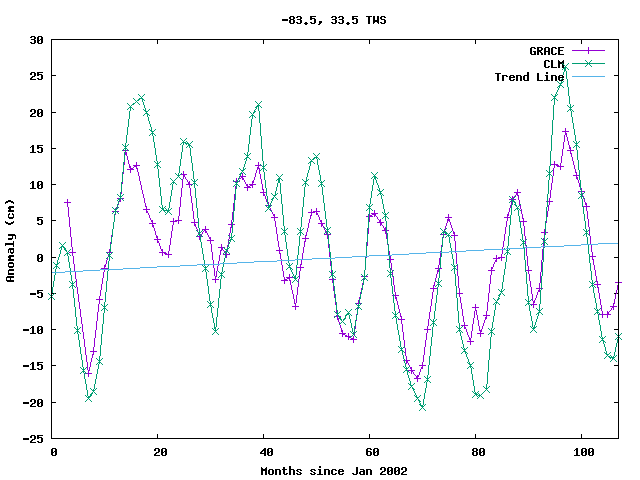 -83.5, 33.5 TWS
GRACE
CLM
Trend Line
30
25
20
15
10
5
0
-5
-10
-15
-20
-25
Anomaly (cm)
0 20 40 60 80 100
Months since Jan 2002